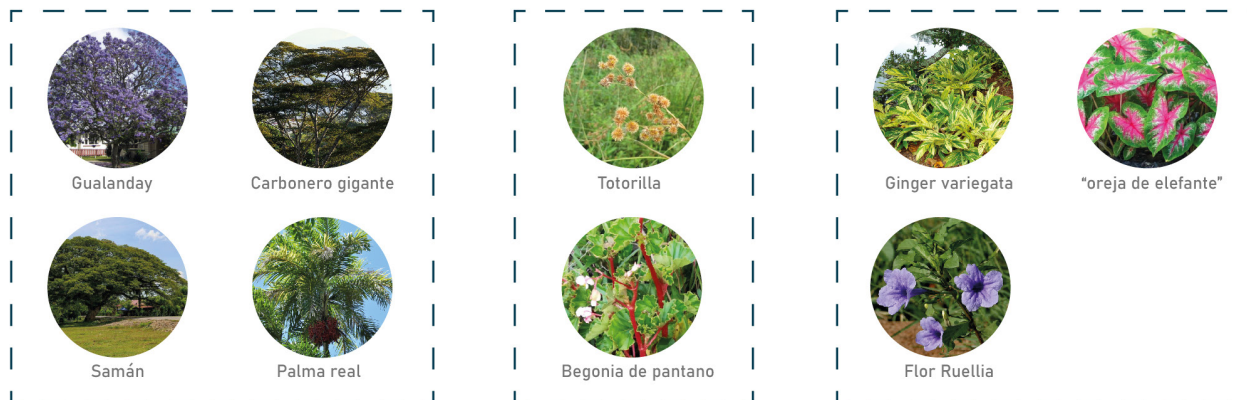 Gualanday
Carbonero gigante
Totorilla
Ginger variegata
“oreja de elefante”
Samán
Palma real
Begonia de pantano
Flor Ruellia